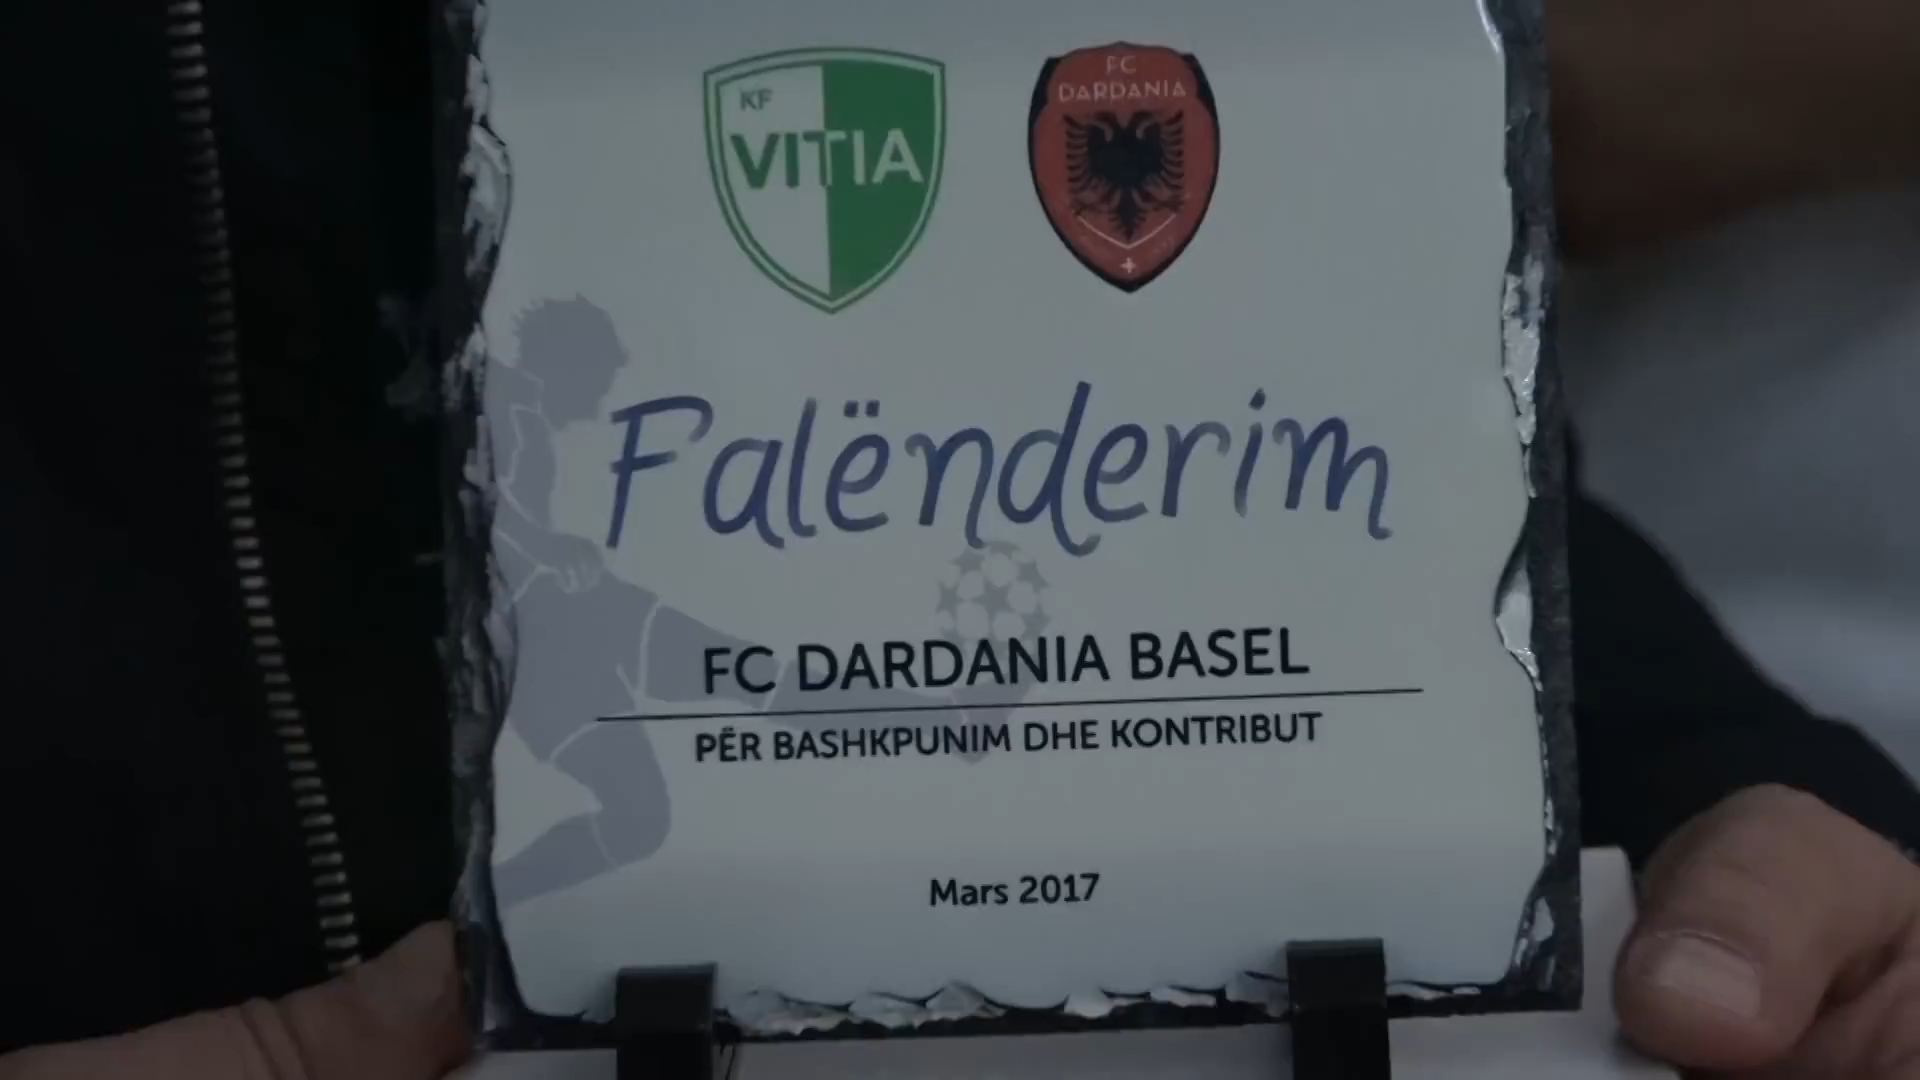 KF
VITIA
FC
DARDANIA
Falënderim
FC DARDANIA BASEL
PËR BASHKPUNIM DHE KONTRIBUT
Mars 2017